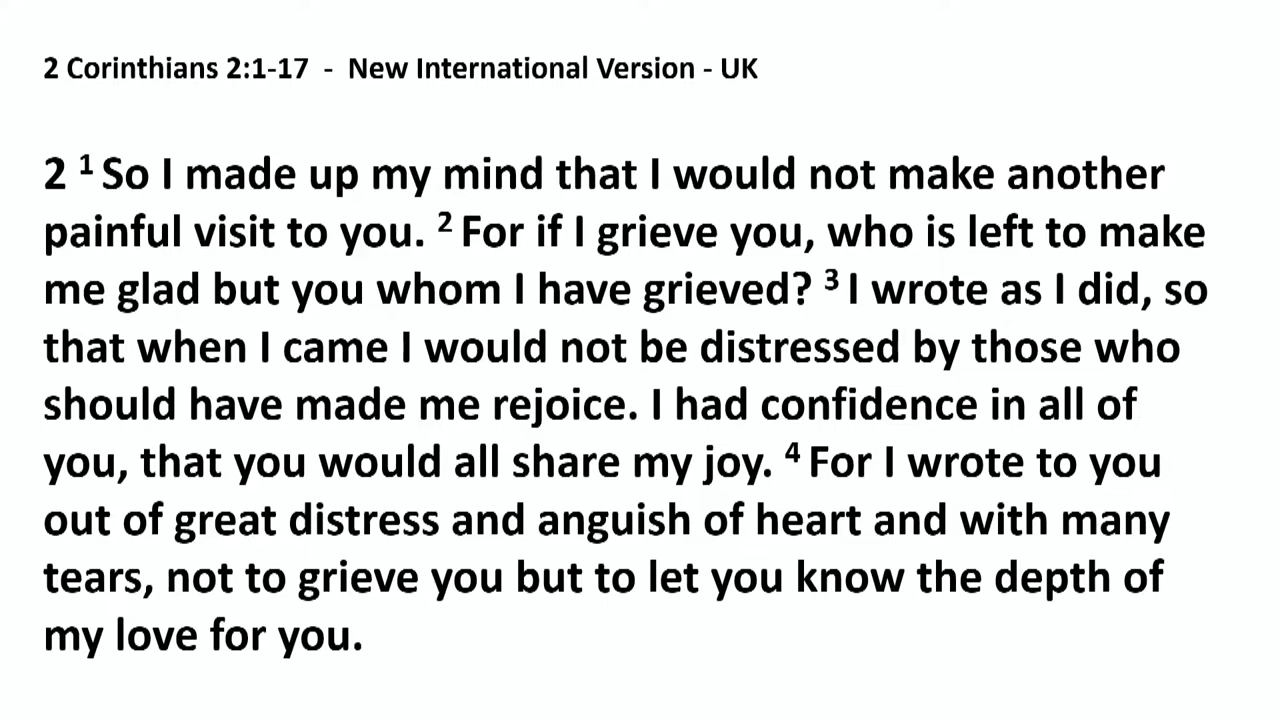 2 Corinthians 2:1-17 - New International Version - UK
2 ¹ So I made up my mind that I would not make another
painful visit to you. ² For if I grieve you, who is left to make
me glad but you whom I have grieved? ³ I wrote as I did, so
that when I came I would not be distressed by those who
should have made me rejoice. I had confidence in all of
you, that you would all share my joy. ⁴ For I wrote to you
out of great distress and anguish of heart and with many
tears, not to grieve you but to let you know the depth of
my love for you.